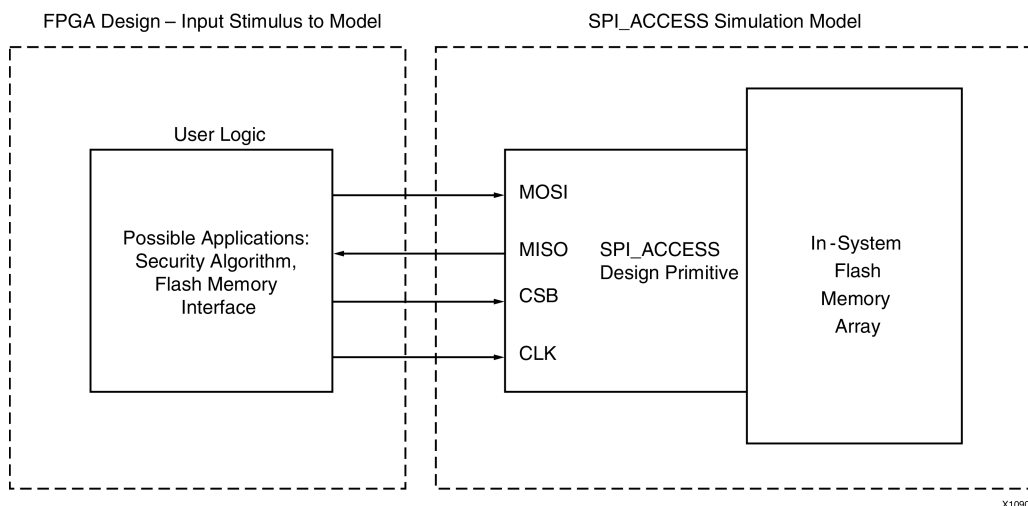 FPGA Design – Input Stimulus to Model
SPI_ACCESS Simulation Model
User Logic
Possible Applications:
Security Algorithm,
Flash Memory
Interface
MOSI
MISO
CSB
CLK
SPI_ACCESS
Design Primitive
In-System
Flash
Memory
Array